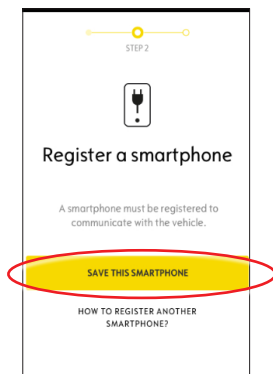 STEP 2
Register a smartphone
A smartphone must be registered to
communicate with the vehicle.
SAVE THIS SMARTPHONE
HOW TO REGISTER ANOTHER
SMARTPHONE?